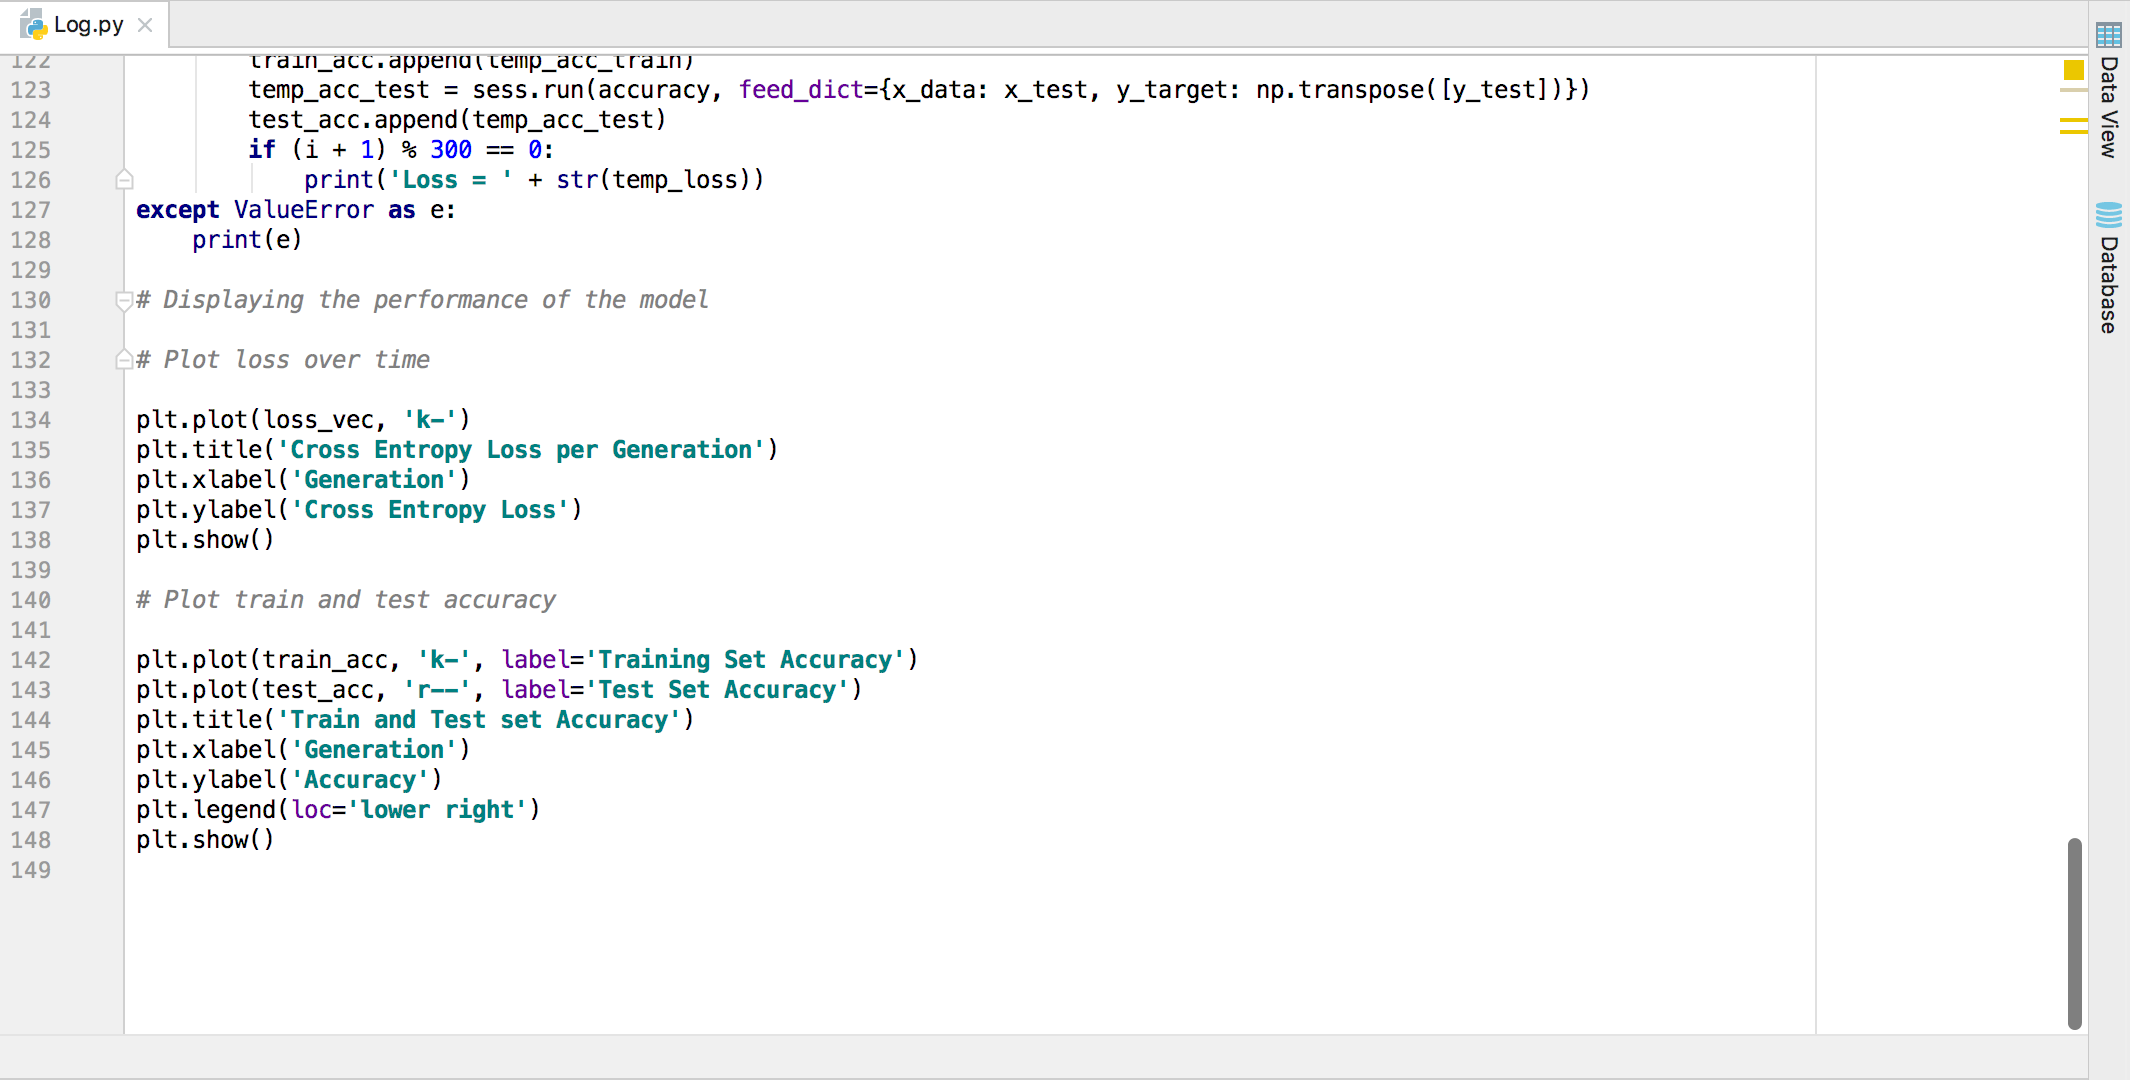 Log.py
122 train_acc.append(temp_acc_train)
123 temp_acc_test = sess.run(accuracy, feed_dict={x_data: x_test, y_target: np.transpose([y_test])})
124 test_acc.append(temp_acc_test)
125 if (i + 1) % 300 == 0:
126 print('Loss = ' + str(temp_loss))
127 except ValueError as e:
128 print(e)
129
130 # Displaying the performance of the model
131
132 # Plot loss over time
133
134 plt.plot(loss_vec, 'k-')
135 plt.title('Cross Entropy Loss per Generation')
136 plt.xlabel('Generation')
137 plt.ylabel('Cross Entropy Loss')
138 plt.show()
139
140 # Plot train and test accuracy
141
142 plt.plot(train_acc, 'k-', label='Training Set Accuracy')
143 plt.plot(test_acc, 'r--', label='Test Set Accuracy')
144 plt.title('Train and Test set Accuracy')
145 plt.xlabel('Generation')
146 plt.ylabel('Accuracy')
147 plt.legend(loc='lower right')
148 plt.show()
149
Data View
Database